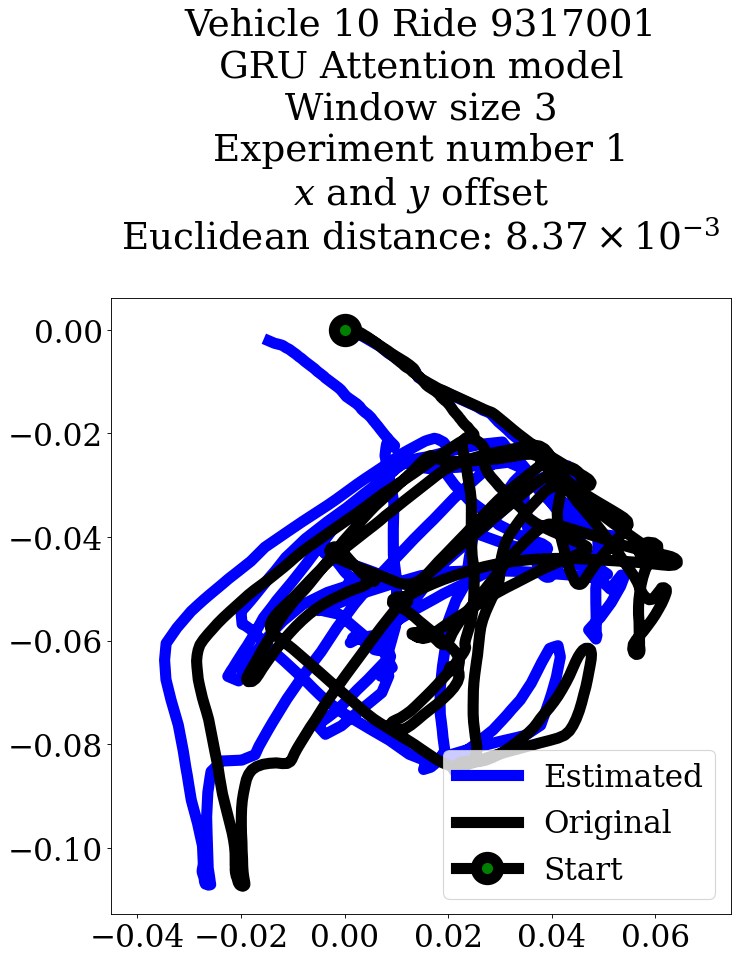 Vehicle 10 Ride 9317001
GRU Attention model
Window size 3
Experiment number 1
x and y offset
Euclidean distance: 8.37 × 10⁻³
0.00
−0.02
−0.04
−0.06
−0.08
−0.10
Estimated
Original
Start
−0.04 −0.02 0.00 0.02 0.04 0.06